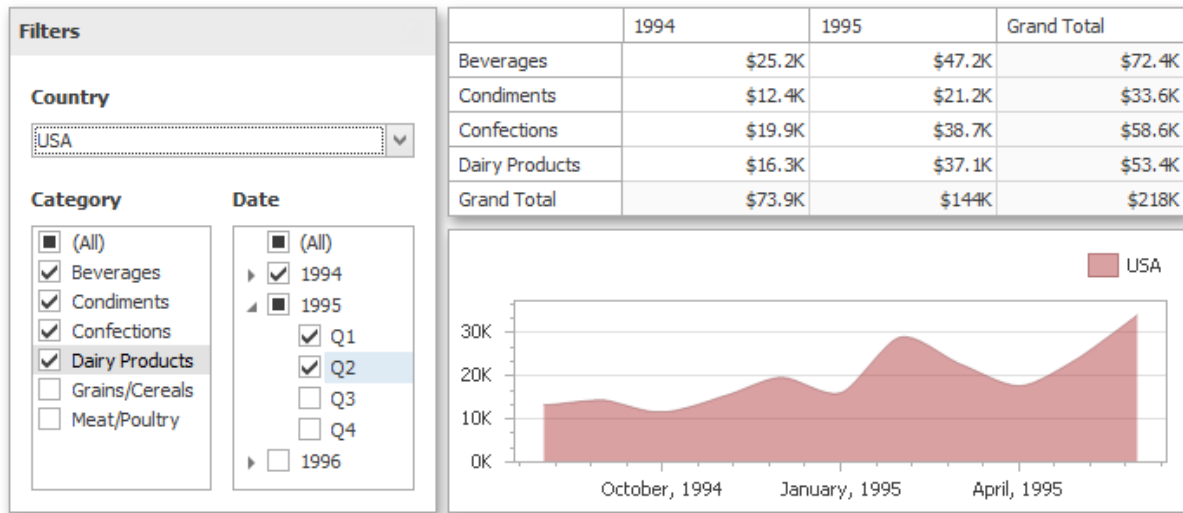 Filters
Country
USA
Category
(All)
Beverages
Condiments
Confections
Dairy Products
Grains/Cereals
Meat/Poultry
Date
(All)
1994
1995
Q1
Q2
Q3
Q4
1996
1994 1995 Grand Total
Beverages $25.2K $47.2K $72.4K
Condiments $12.4K $21.2K $33.6K
Confections $19.9K $38.7K $58.6K
Dairy Products $16.3K $37.1K $53.4K
Grand Total $73.9K $144K $218K
USA
30K
20K
10K
0K
October, 1994 January, 1995 April, 1995